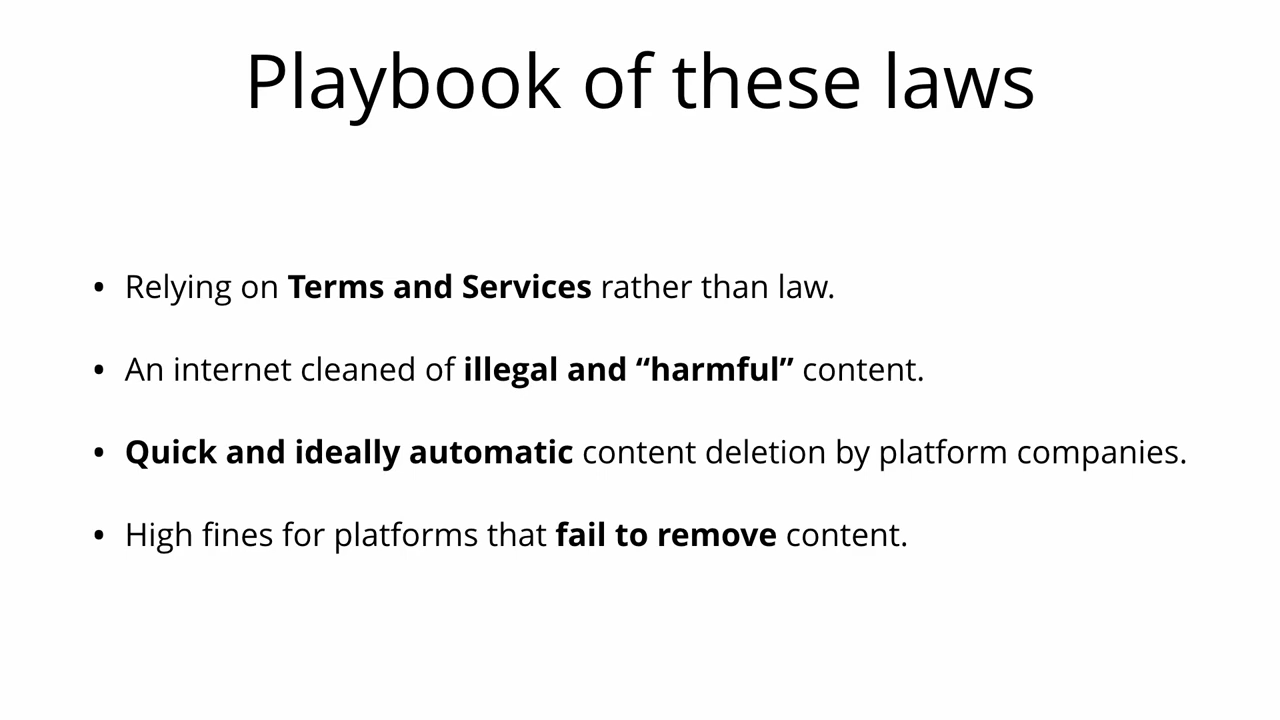 Playbook of these laws
• Relying on Terms and Services rather than law.
• An internet cleaned of illegal and “harmful” content.
• Quick and ideally automatic content deletion by platform companies.
• High fines for platforms that fail to remove content.